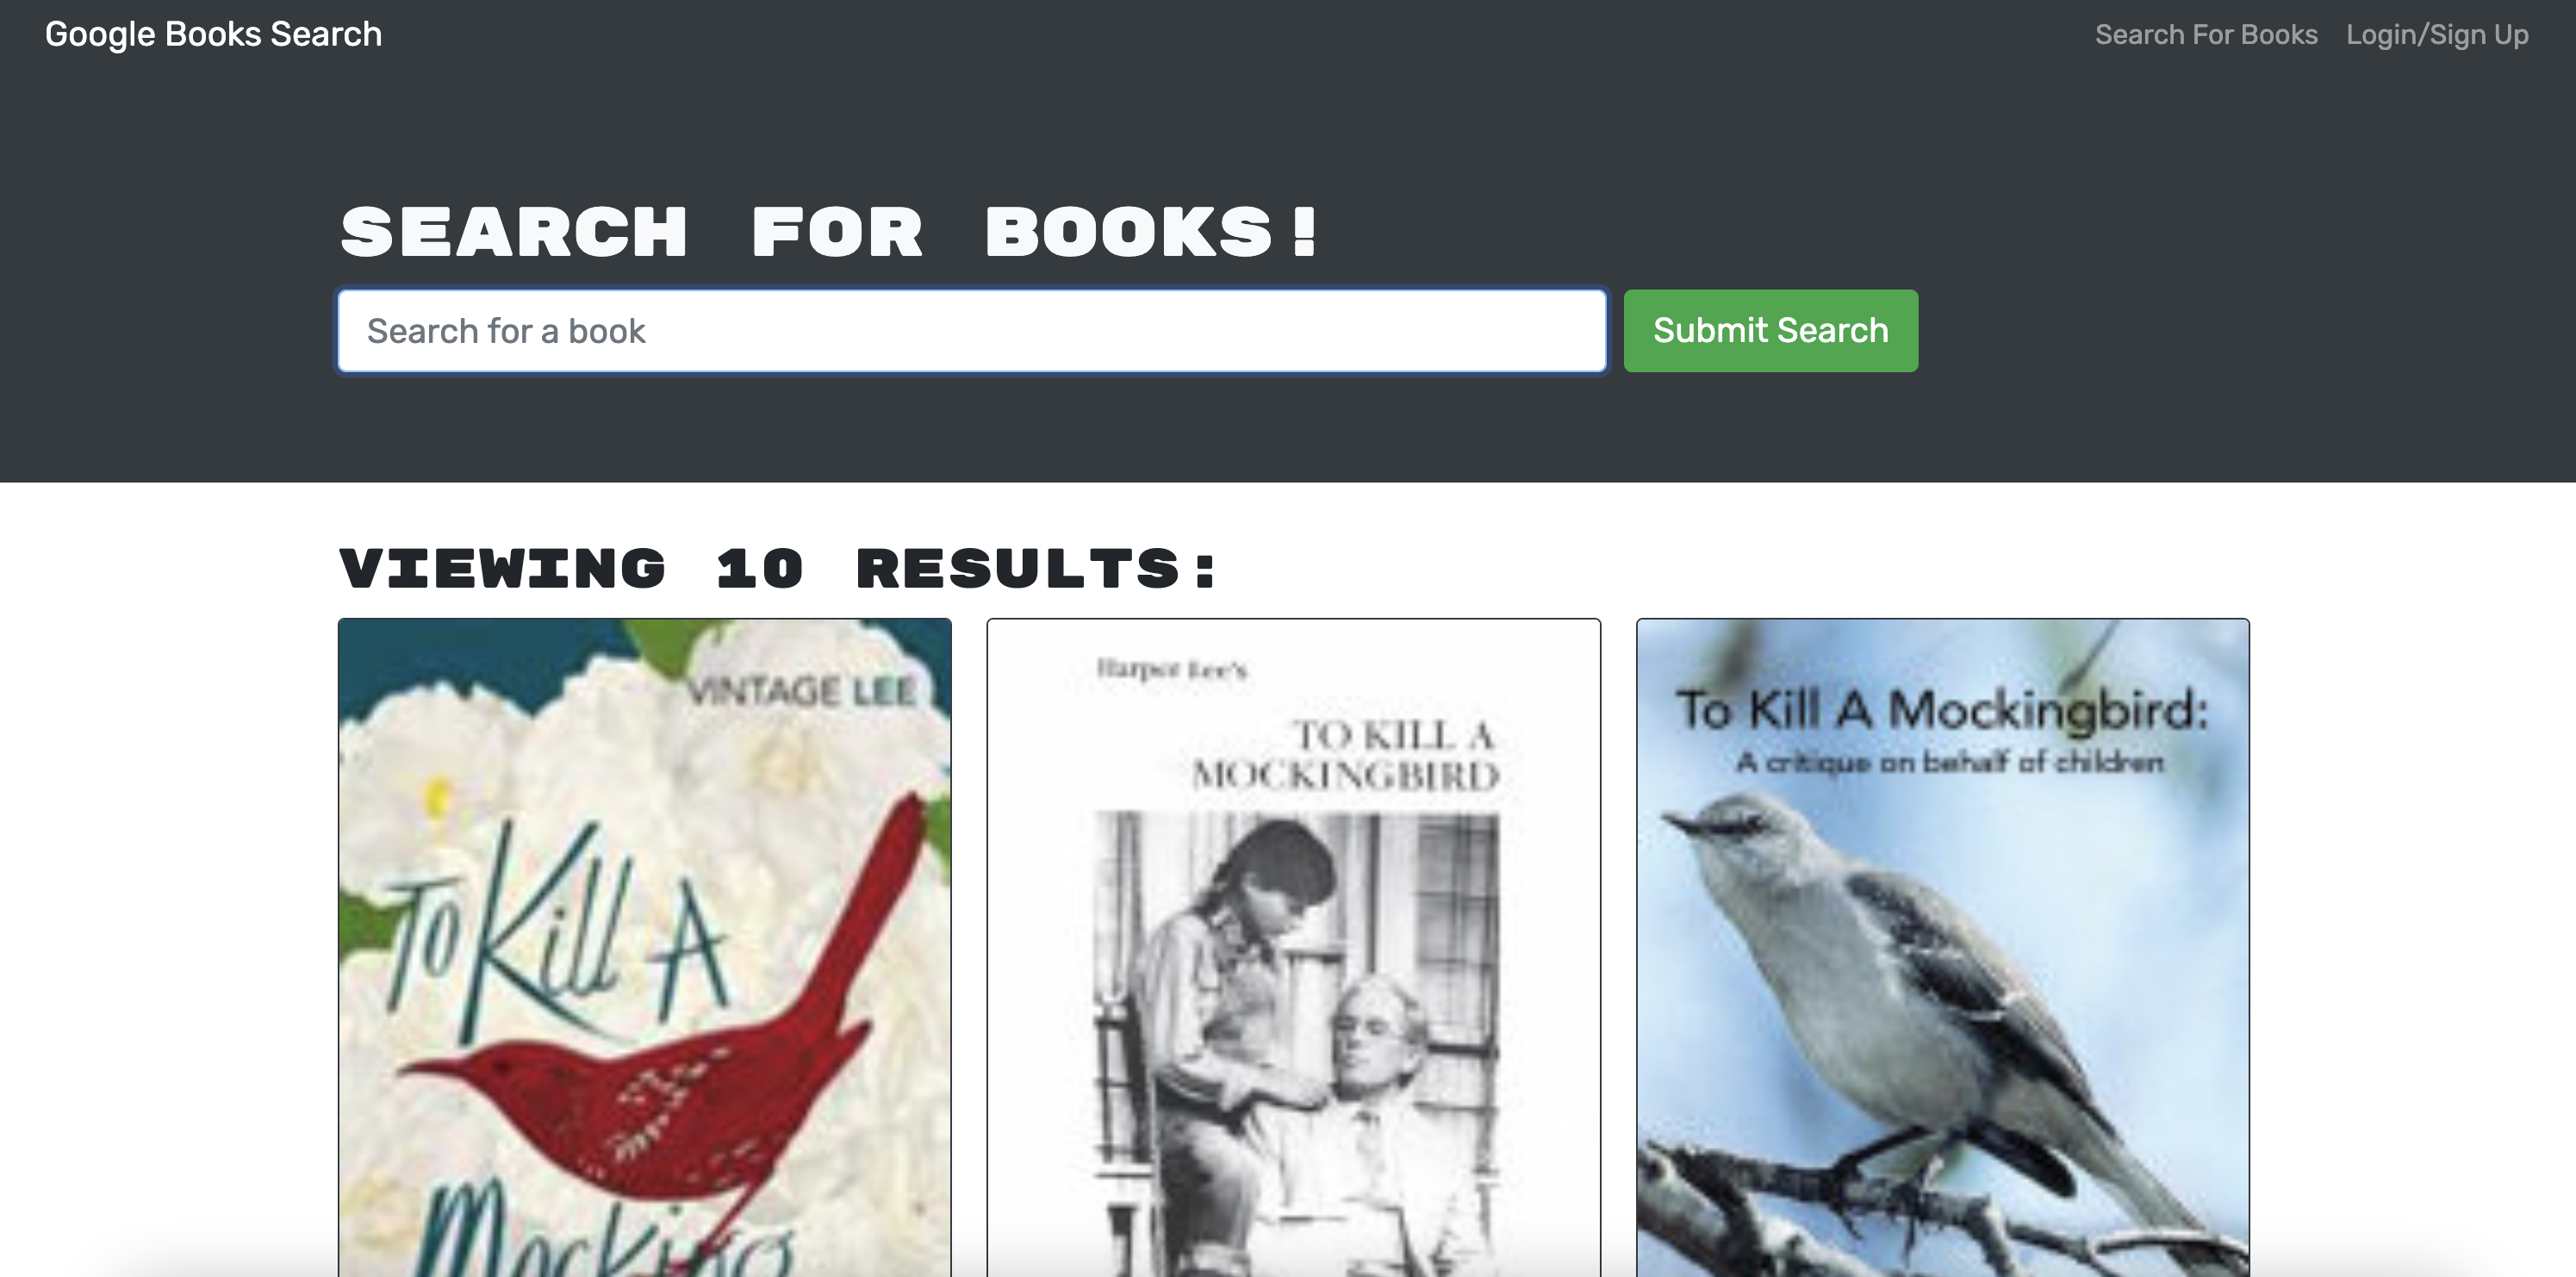 Google Books Search
Search For Books
Login/Sign Up
SEARCH FOR BOOKS!
Search for a book
Submit Search
VIEWING 10 RESULTS:
VINTAGE LEE
To Kill A
Mocking
Harper Lee's
TO KILL A
MOCKINGBIRD
To Kill A Mockingbird:
A critique on behalf of children